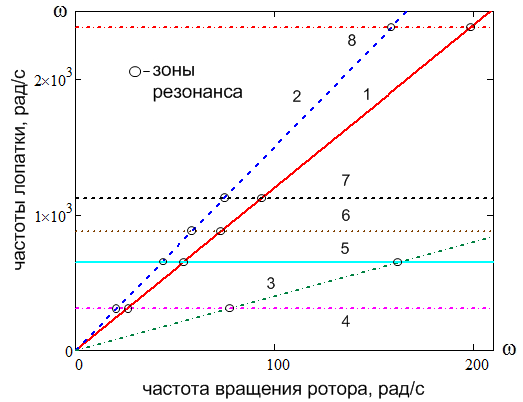 ω
8
зоны
резонанса
2
1
2×10³
7
1×10³
6
5
3
4
0
0
100
200
ω
частоты лопатки, рад/с
частота вращения ротора, рад/с